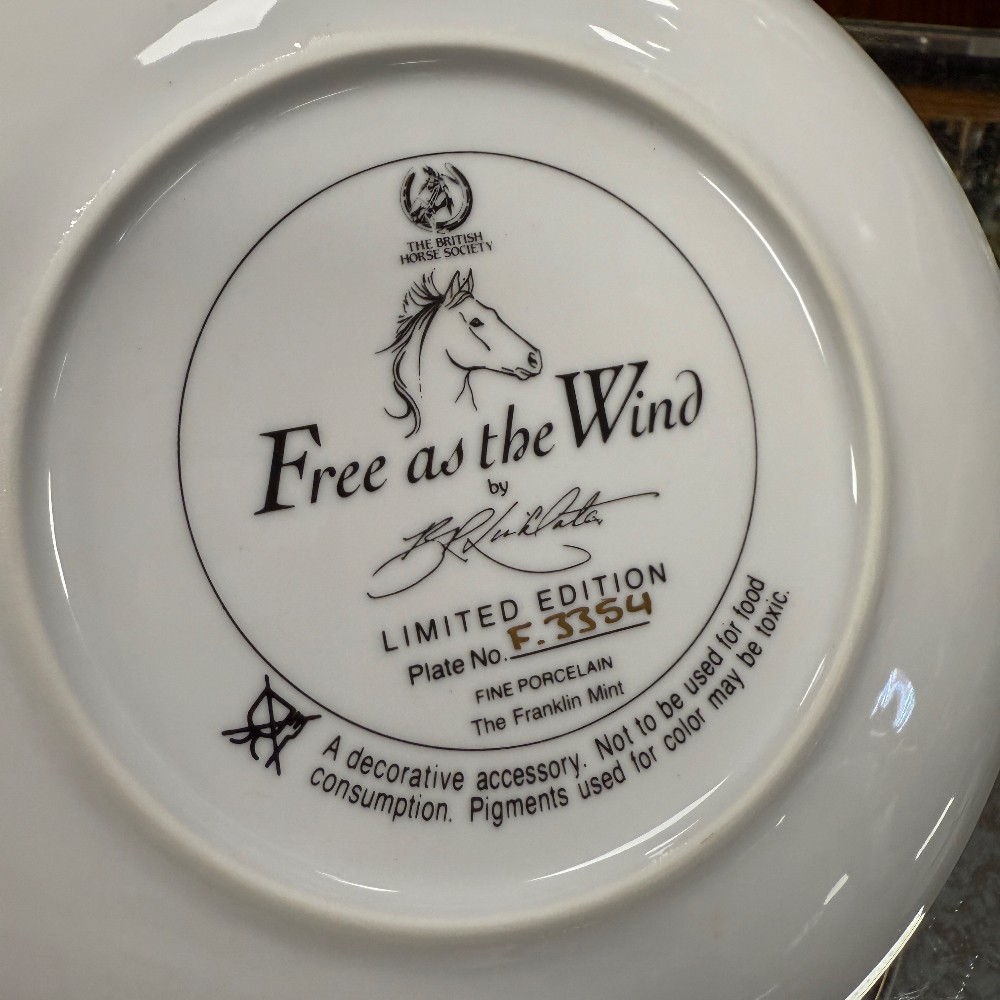 THE BRITISH
HORSE SOCIETY
Free as the Wind
by
LIMITED EDITION
Plate No. F.3354
FINE PORCELAIN
The Franklin Mint
A decorative accessory. Not to be used for food
consumption. Pigments used for color may be toxic.